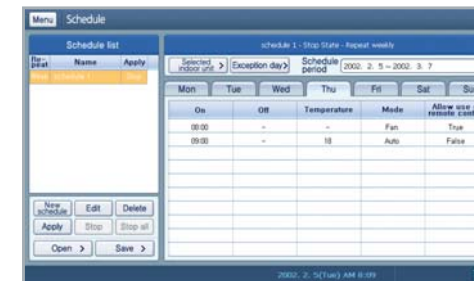 Menu Schedule
Schedule list
schedule 1 - Stop State - Repeat weekly
Re-peat Name Apply
Week schedule 1 Stop
Selected indoor unit > Exception day > Schedule period 2002. 2. 5 ~ 2002. 3. 7
Mon Tue Wed Thu Fri Sat Su
On Off Temperature Mode Allow use remote cont
08:00 - - Fan True
09:00 - 18 Auto False
New schedule Edit Delete
Apply Stop Stop all
Open > Save >
2002. 2. 5(Tue) AM 8:09